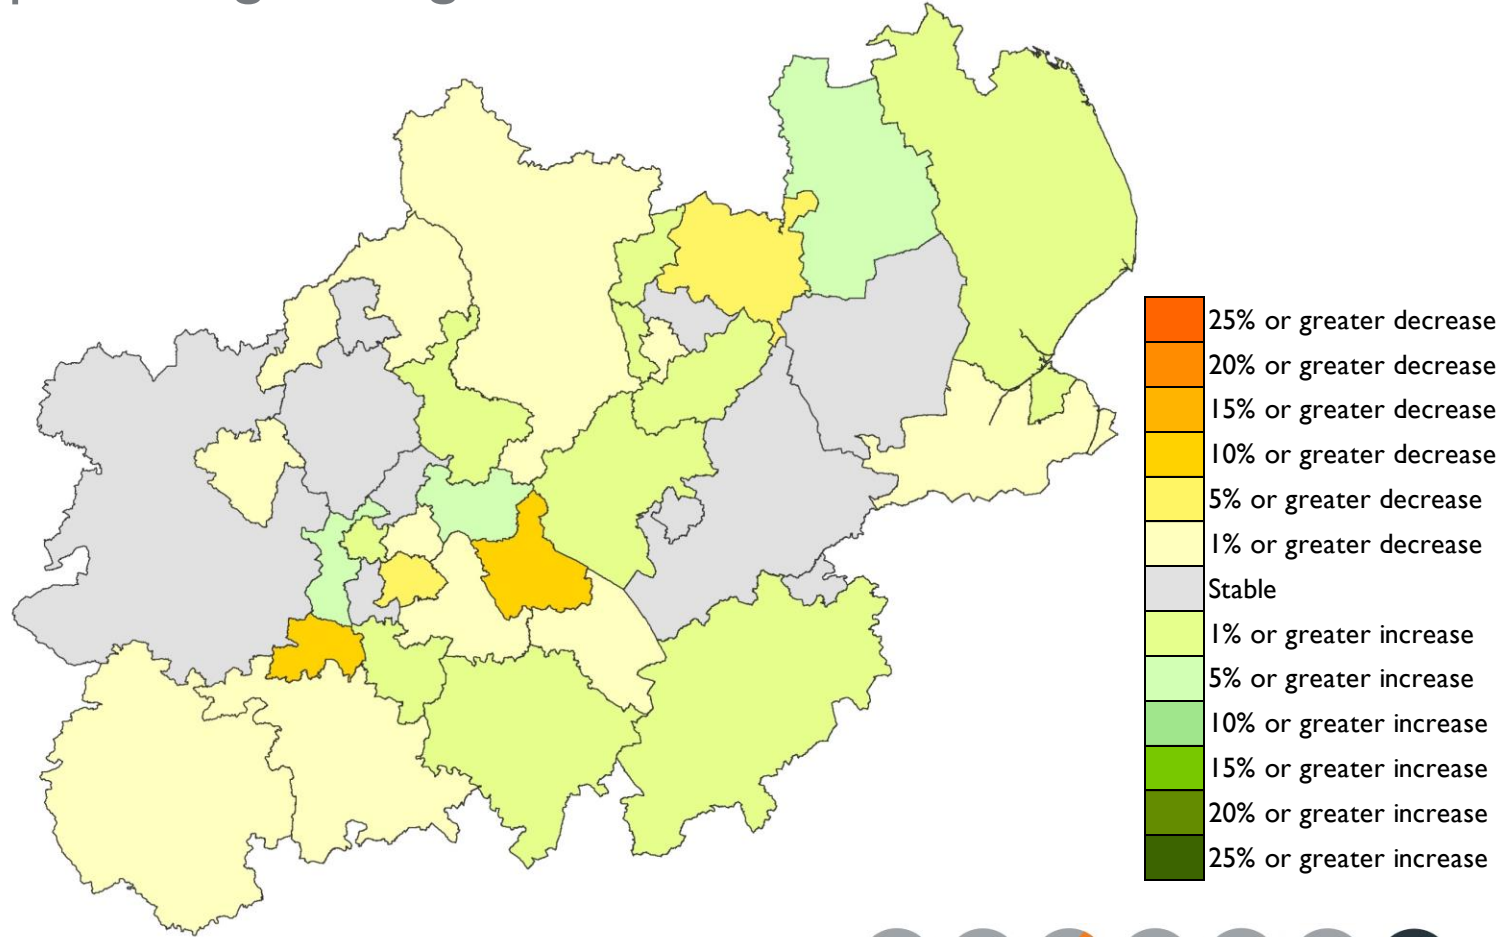 25% or greater decrease
20% or greater decrease
15% or greater decrease
10% or greater decrease
5% or greater decrease
1% or greater decrease
Stable
1% or greater increase
5% or greater increase
10% or greater increase
15% or greater increase
20% or greater increase
25% or greater increase